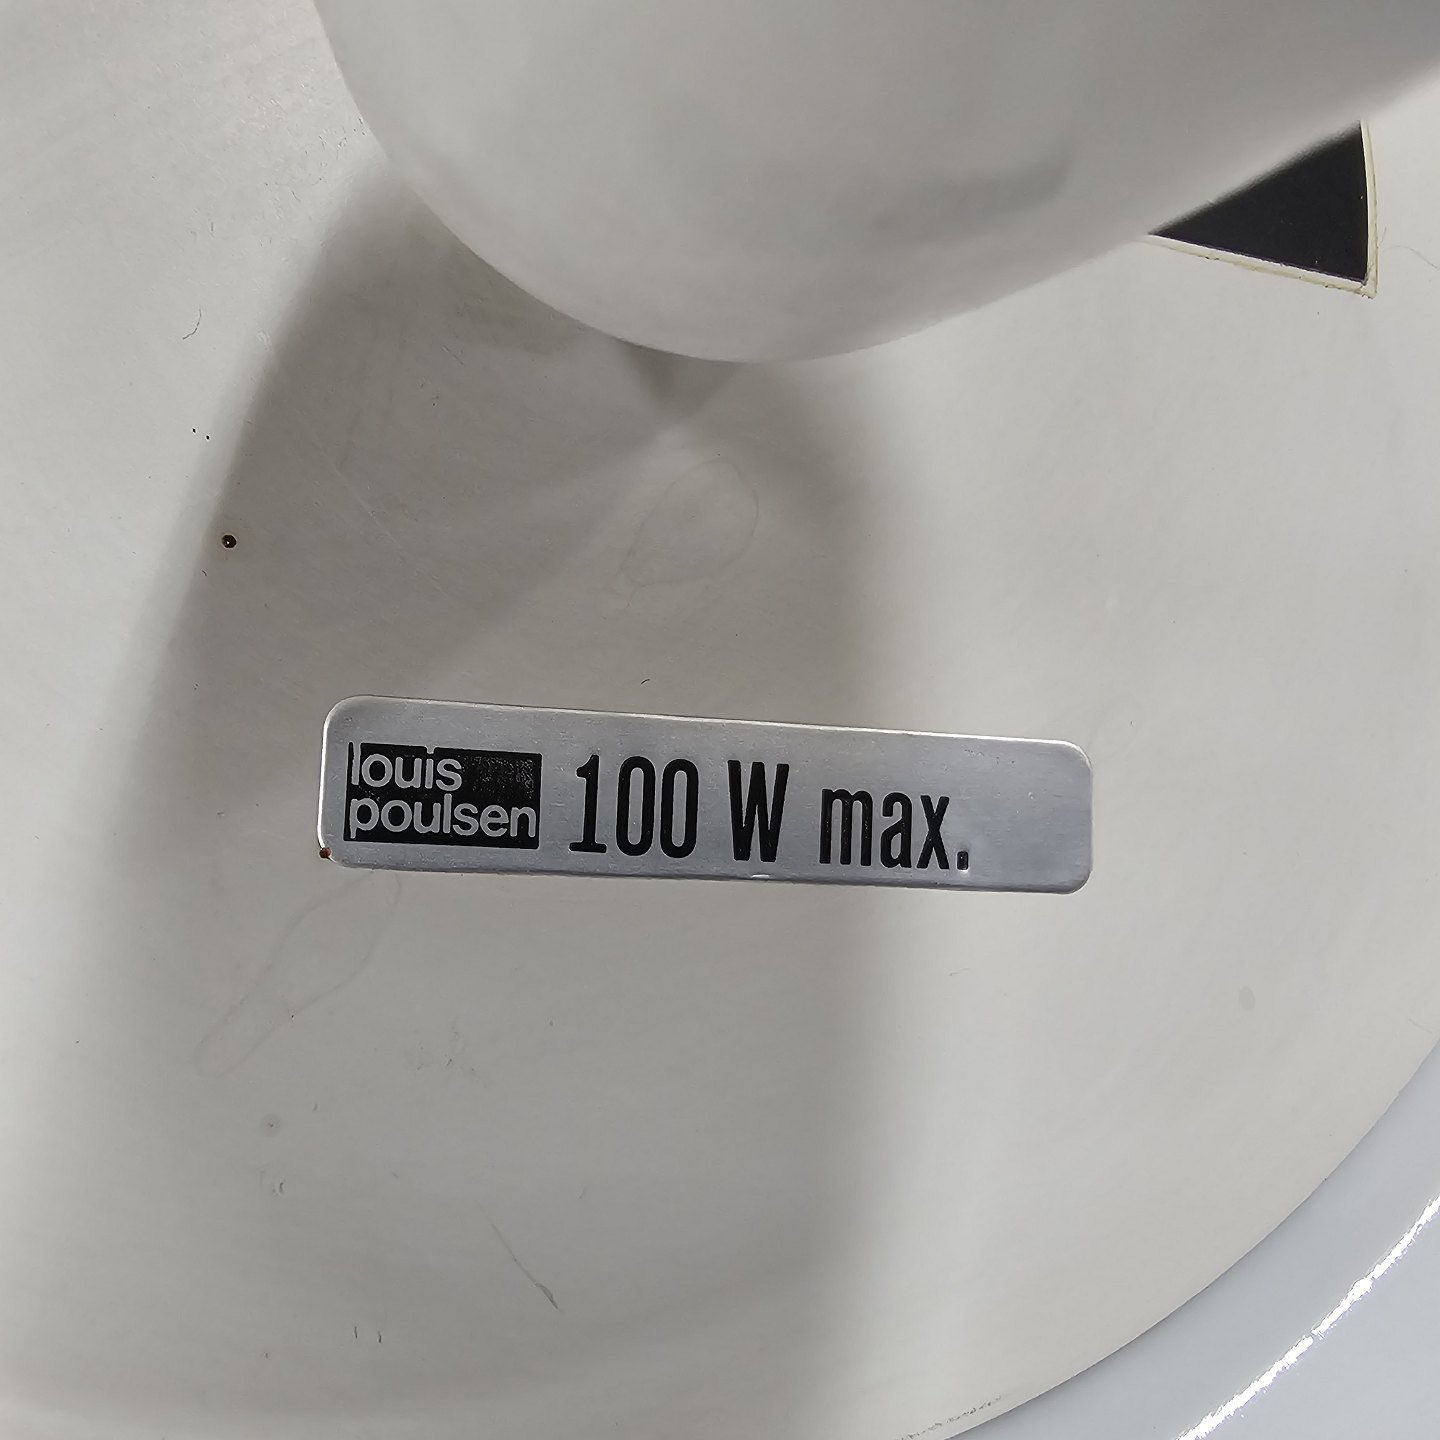 louis
poulsen
100 W max.